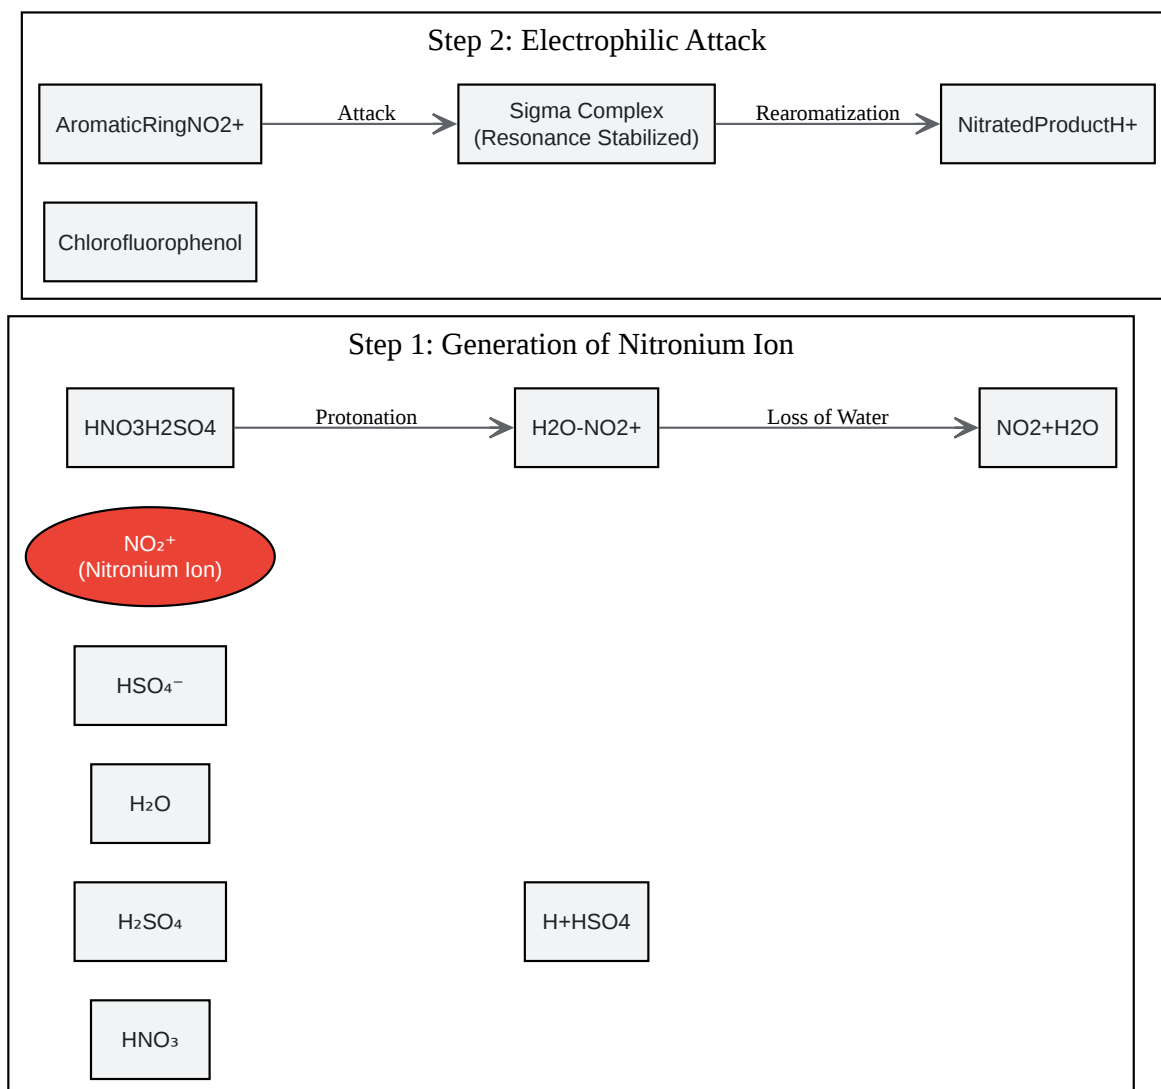 Step 2: Electrophilic Attack
AromaticRingNO2+
Attack
Sigma Complex
(Resonance Stabilized)
Rearomatization
NitratedProductH+
Chlorofluorophenol
Step 1: Generation of Nitronium Ion
HNO3H2SO4
Protonation
H2O-NO2+
Loss of Water
NO2+H2O
NO₂⁺
(Nitronium Ion)
HSO₄⁻
H₂O
H₂SO₄
H+HSO4
HNO₃